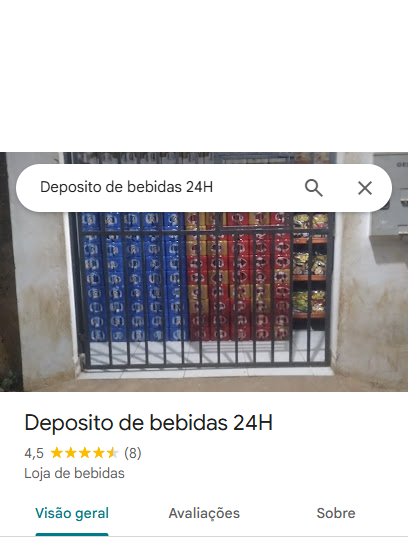 Deposito de bebidas 24H
Deposito de bebidas 24H
4,5 (8)
Loja de bebidas
Visão geral Avaliações Sobre